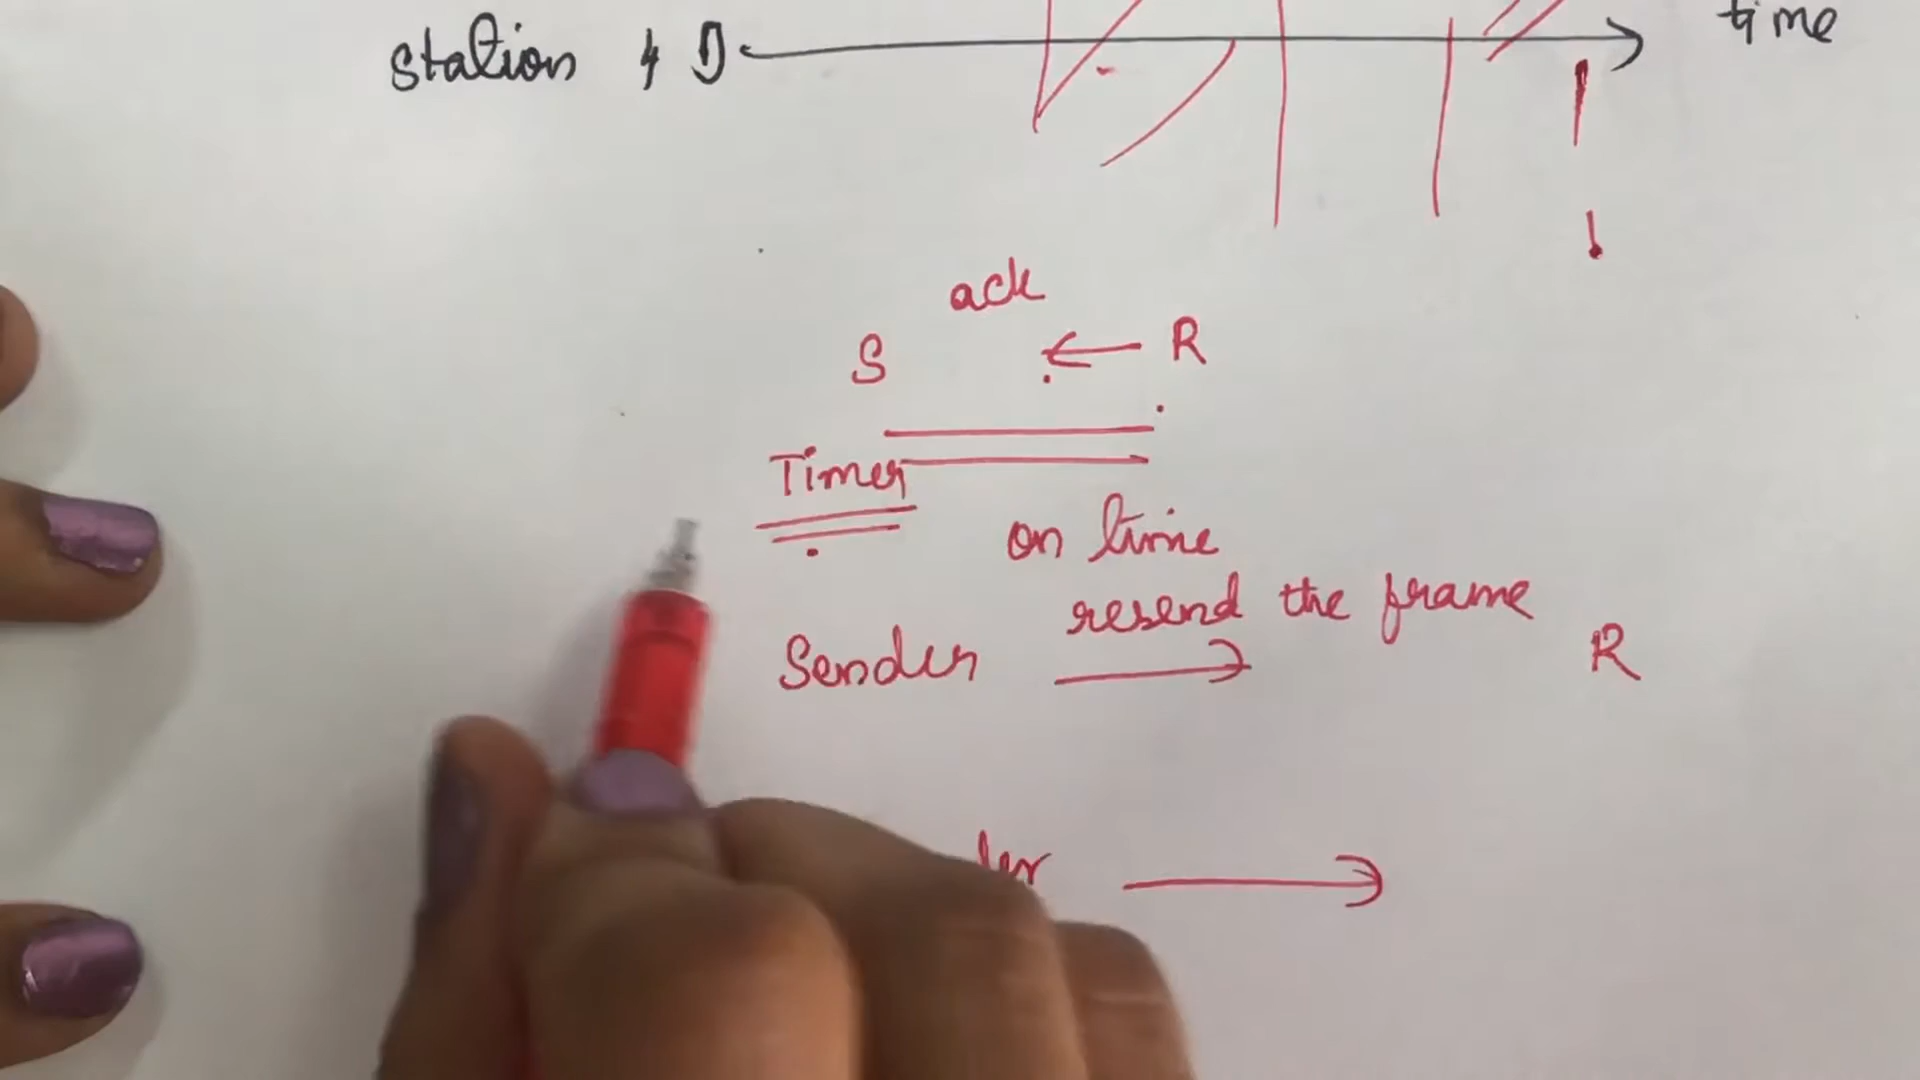 station 4 D
time
ack
S
R
Timer
on time
resend the frame
Sender
R